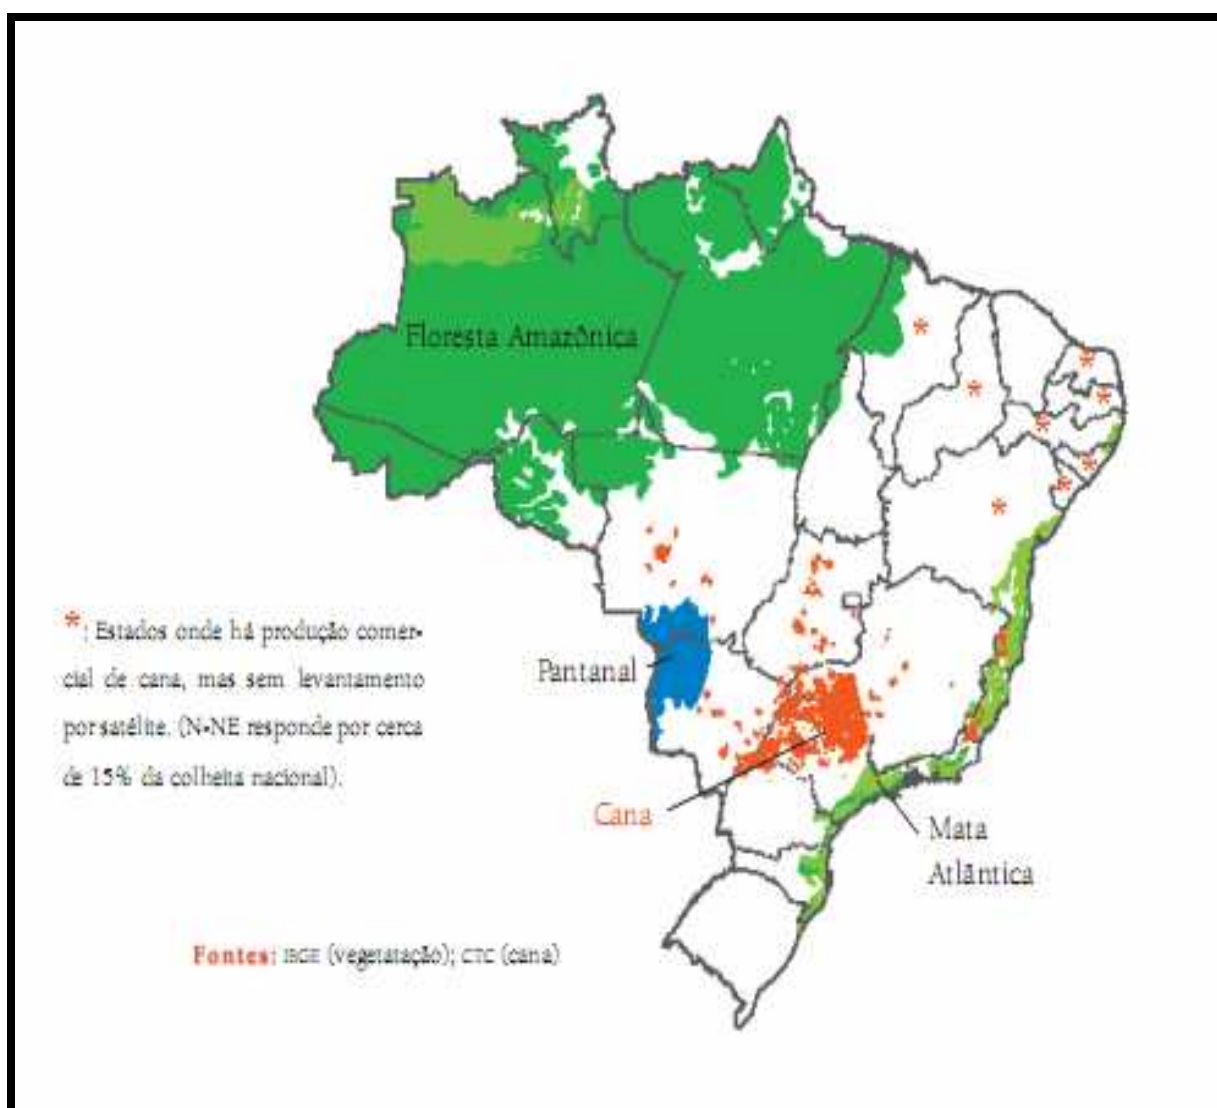 Floresta Amazônica
*: Estados onde há produção comer-
cial de cana, mas sem levantamento
por satélite. (N-NE responde por cerca
de 15% da colheita nacional).
Pantanal
Cana
Mata
Atlântica
Fontes: IBGE (vegetatação); CTC (cana)